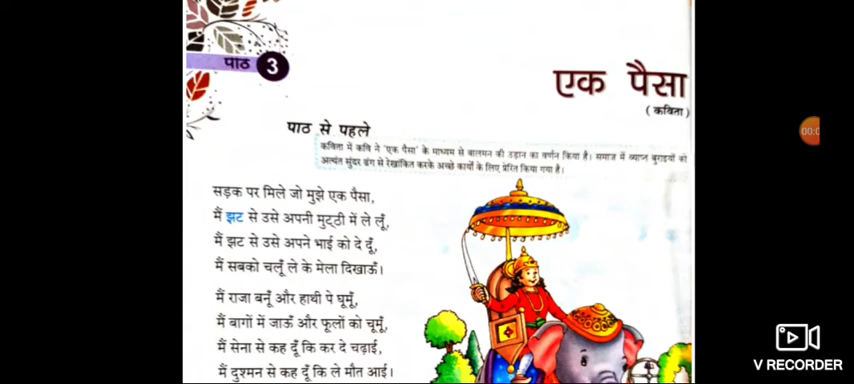 पाठ 3
एक पैसा
(कविता)
पाठ से पहले
कविता में कवि ने 'एक पैसा' के माध्यम से बालमन की उड़ान का वर्णन किया है। समाज में व्याप्त बुराइयों को
अत्यंत सुंदर ढंग से रेखांकित करके अच्छे कार्यों के लिए प्रेरित किया गया है।
सड़क पर मिले जो मुझे एक पैसा,
मैं झट से उसे अपनी मुट्ठी में ले लूँ,
मैं झट से उसे अपने भाई को दे दूँ,
मैं सबको चलूँ ले के मेला दिखाऊँ।
मैं राजा बनूँ और हाथी पे घूमूँ,
मैं बागों में जाऊँ और फूलों को चूमूँ,
मैं सेना से कह दूँ कि कर दे चढ़ाई,
मैं दुश्मन से कह दूँ कि ले मौत आई।
00:0
V RECORDER